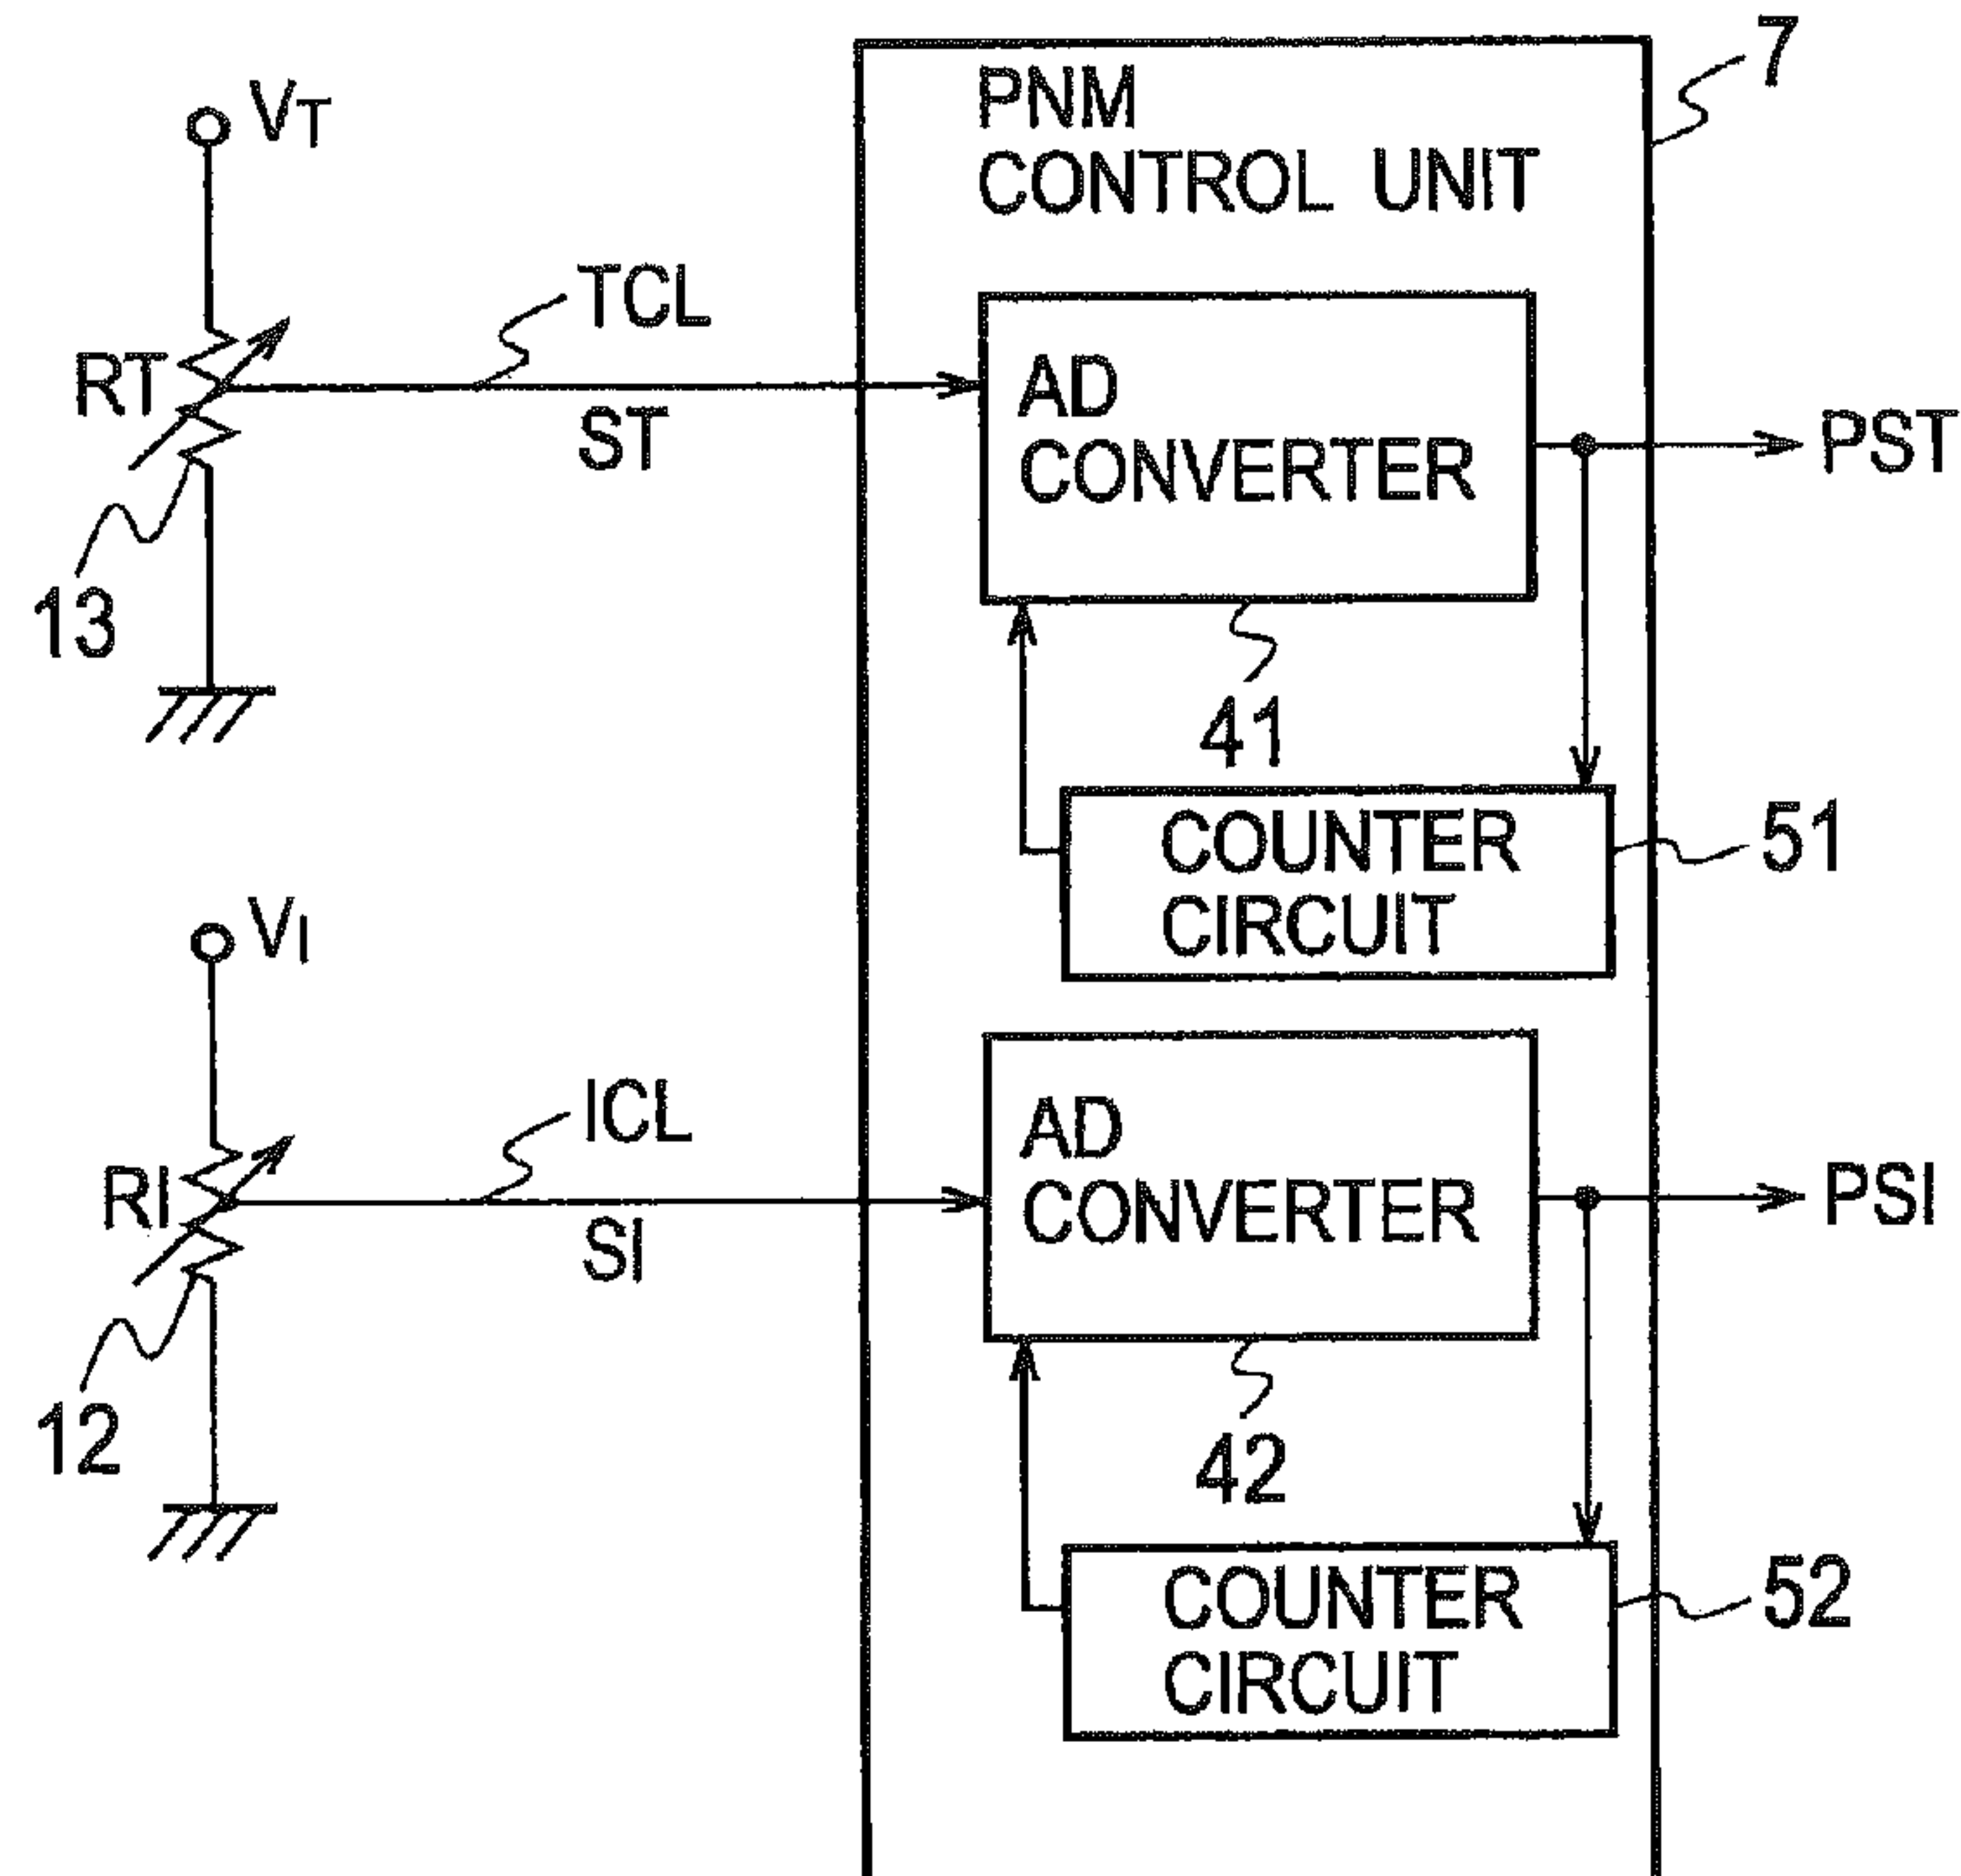 7
PNM
CONTROL UNIT
VT
TCL
RT
ST
AD
CONVERTER
PST
13
41
COUNTER
CIRCUIT
51
VI
ICL
RI
SI
AD
CONVERTER
PSI
12
42
COUNTER
CIRCUIT
52